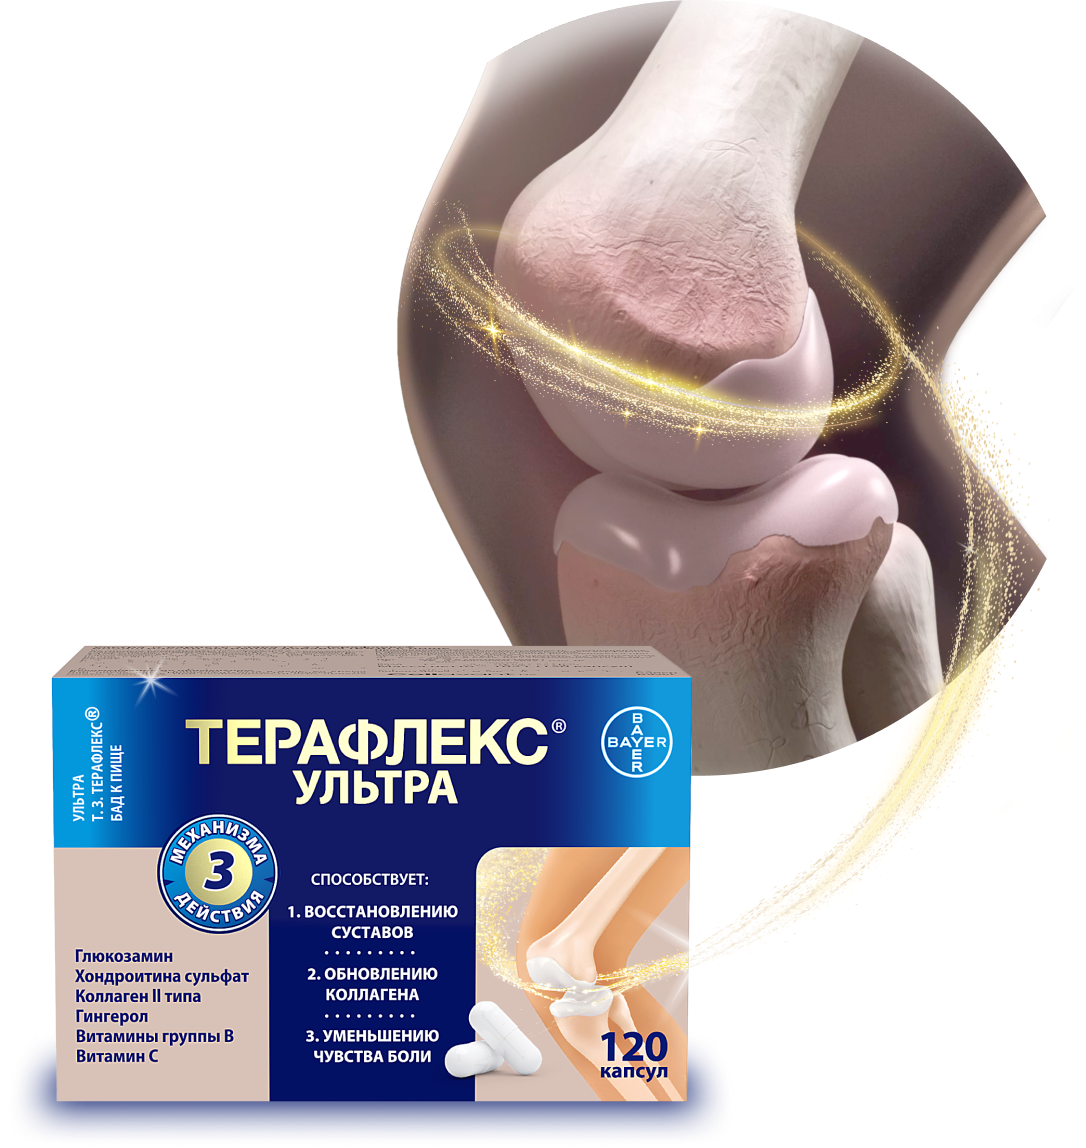 ТЕРАФЛЕКС®
УЛЬТРА
BAYER
BAYER
УЛЬТРА
Т. З. ТЕРАФЛЕКС®
БАД К ПИЩЕ
МЕХАНИЗМА
3
ДЕЙСТВИЯ
СПОСОБСТВУЕТ:
1. ВОССТАНОВЛЕНИЮ
СУСТАВОВ
2. ОБНОВЛЕНИЮ
КОЛЛАГЕНА
3. УМЕНЬШЕНИЮ
ЧУВСТВА БОЛИ
Глюкозамин
Хондроитина сульфат
Коллаген II типа
Гингерол
Витамины группы В
Витамин С
120
капсул